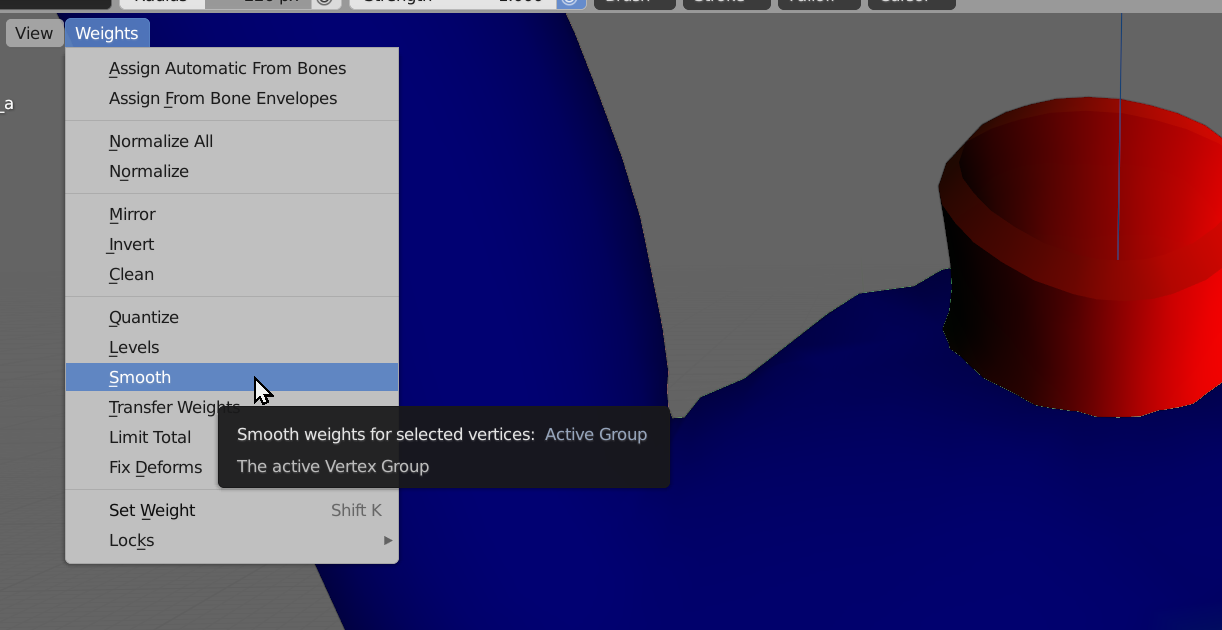 View
Weights
_a
Assign Automatic From Bones
Assign From Bone Envelopes
Normalize All
Normalize
Mirror
Invert
Clean
Quantize
Levels
Smooth
Transfer Weights
Limit Total
Fix Deforms
Smooth weights for selected vertices: Active Group
The active Vertex Group
Set Weight Shift K
Locks